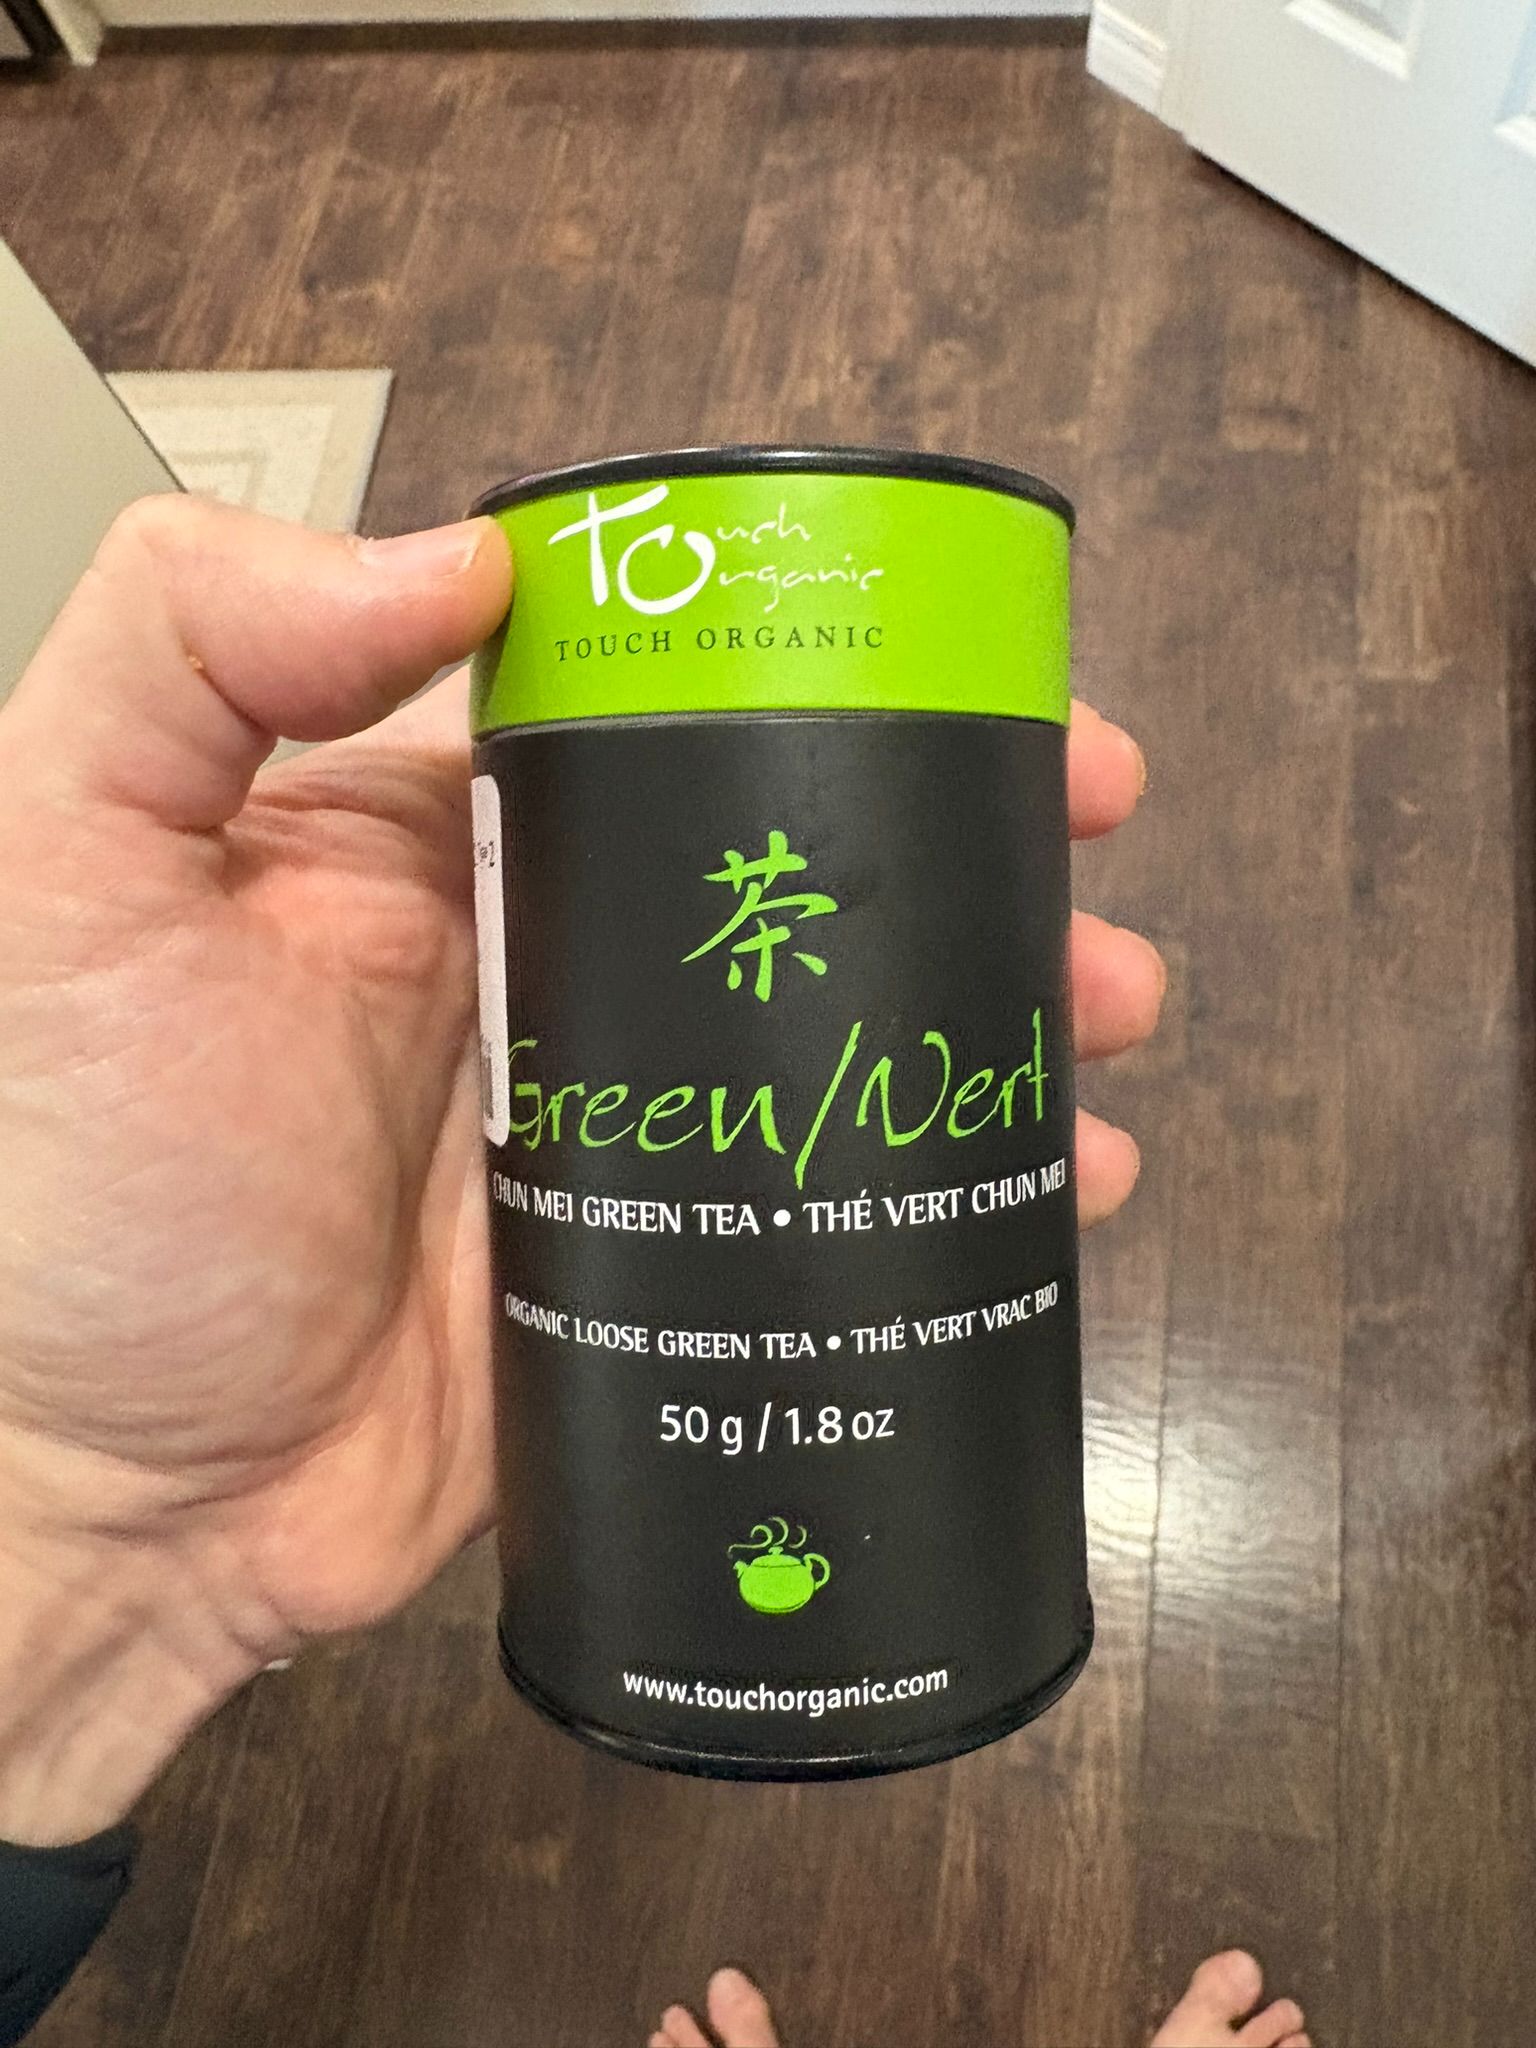 Touch
Organic
TOUCH ORGANIC
茶
Green/Vert
CHUN MEI GREEN TEA • THÉ VERT CHUN MEI
ORGANIC LOOSE GREEN TEA • THÉ VERT VRAC BIO
50 g / 1.8 oz
www.touchorganic.com